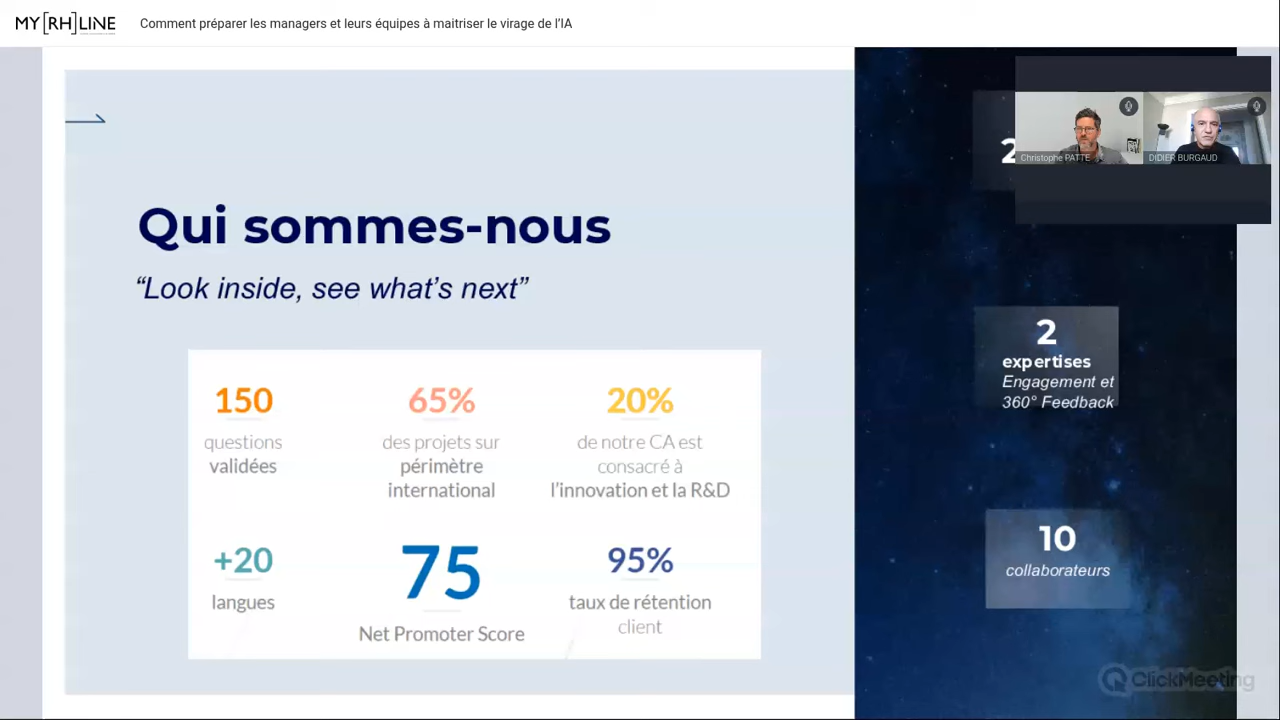 MY[RH]LINE
Comment préparer les managers et leurs équipes à maitriser le virage de l'IA
Qui sommes-nous
“Look inside, see what’s next”
150
questions
validées
65%
des projets sur
périmètre
international
20%
de notre CA est
consacré à
l’innovation et la R&D
+20
langues
75
Net Promoter Score
95%
taux de rétention
client
2
Christophe PATTE
DIDIER BURGAUD
2
expertises
Engagement et
360° Feedback
10
collaborateurs
ClickMeeting